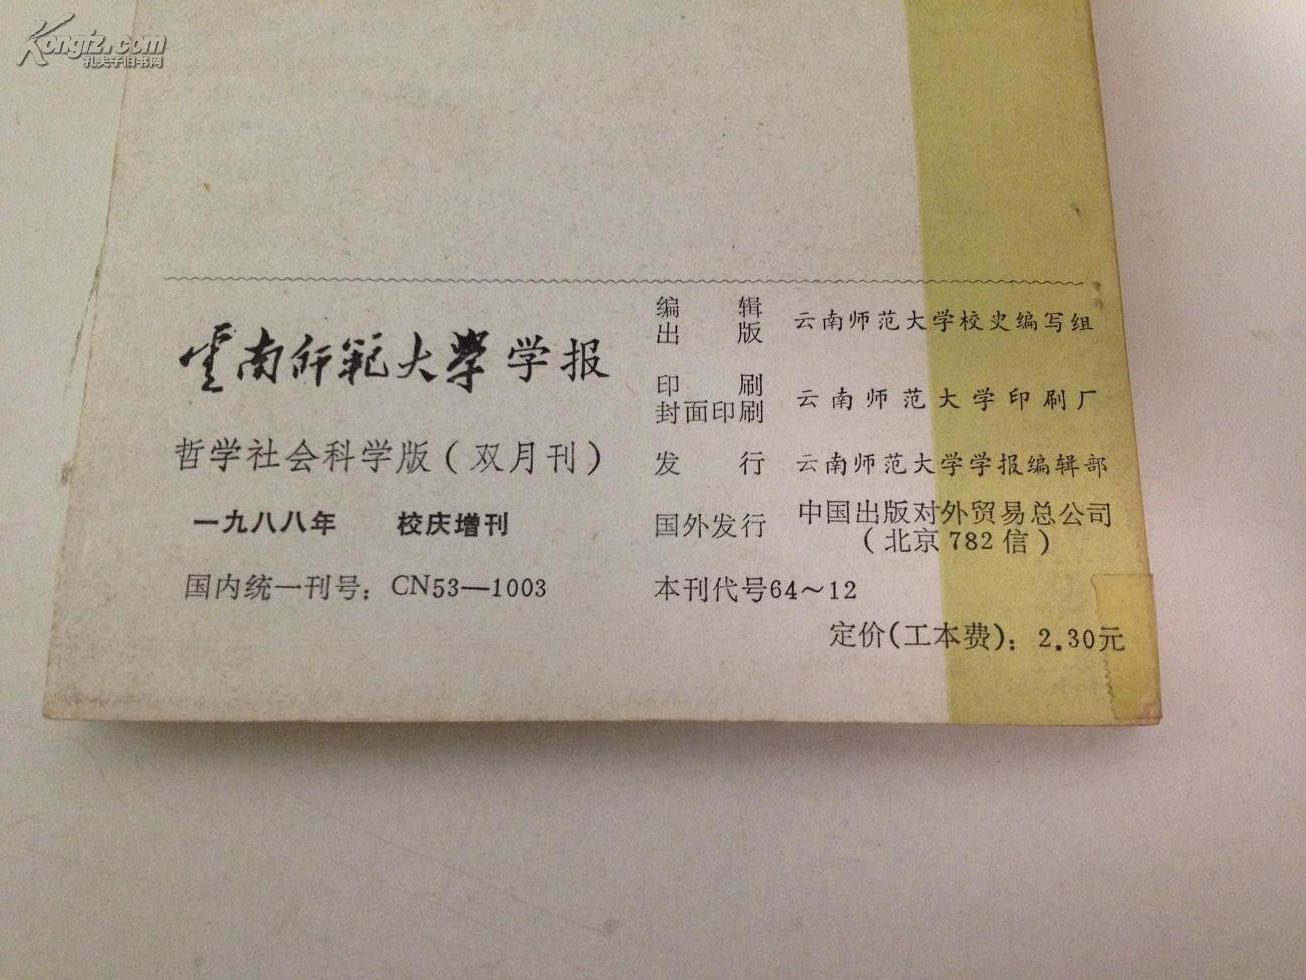 Kongfz.com
孔夫子旧书网
雲南师範大學学报
哲学社会科学版(双月刊)
一九八八年 校庆增刊
国内统一刊号:CN53—1003
编 辑
出 版
云南师范大学校史编写组
印 刷
封面印刷
云南师范大学印刷厂
发 行 云南师范大学学报编辑部
国外发行 中国出版对外贸易总公司
(北京782信)
本刊代号64~12
定价(工本费):2.30元